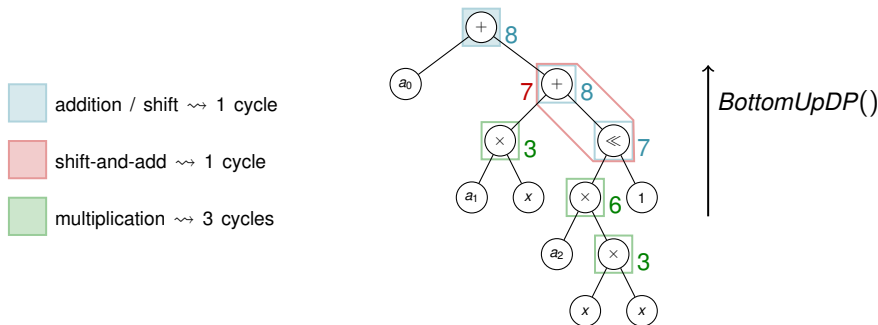 + 8
a₀
7 + 8
BottomUpDP()
addition / shift ⇝ 1 cycle
× 3
≪ 7
shift-and-add ⇝ 1 cycle
a₁ x × 6 1
multiplication ⇝ 3 cycles
a₂ × 3
x x